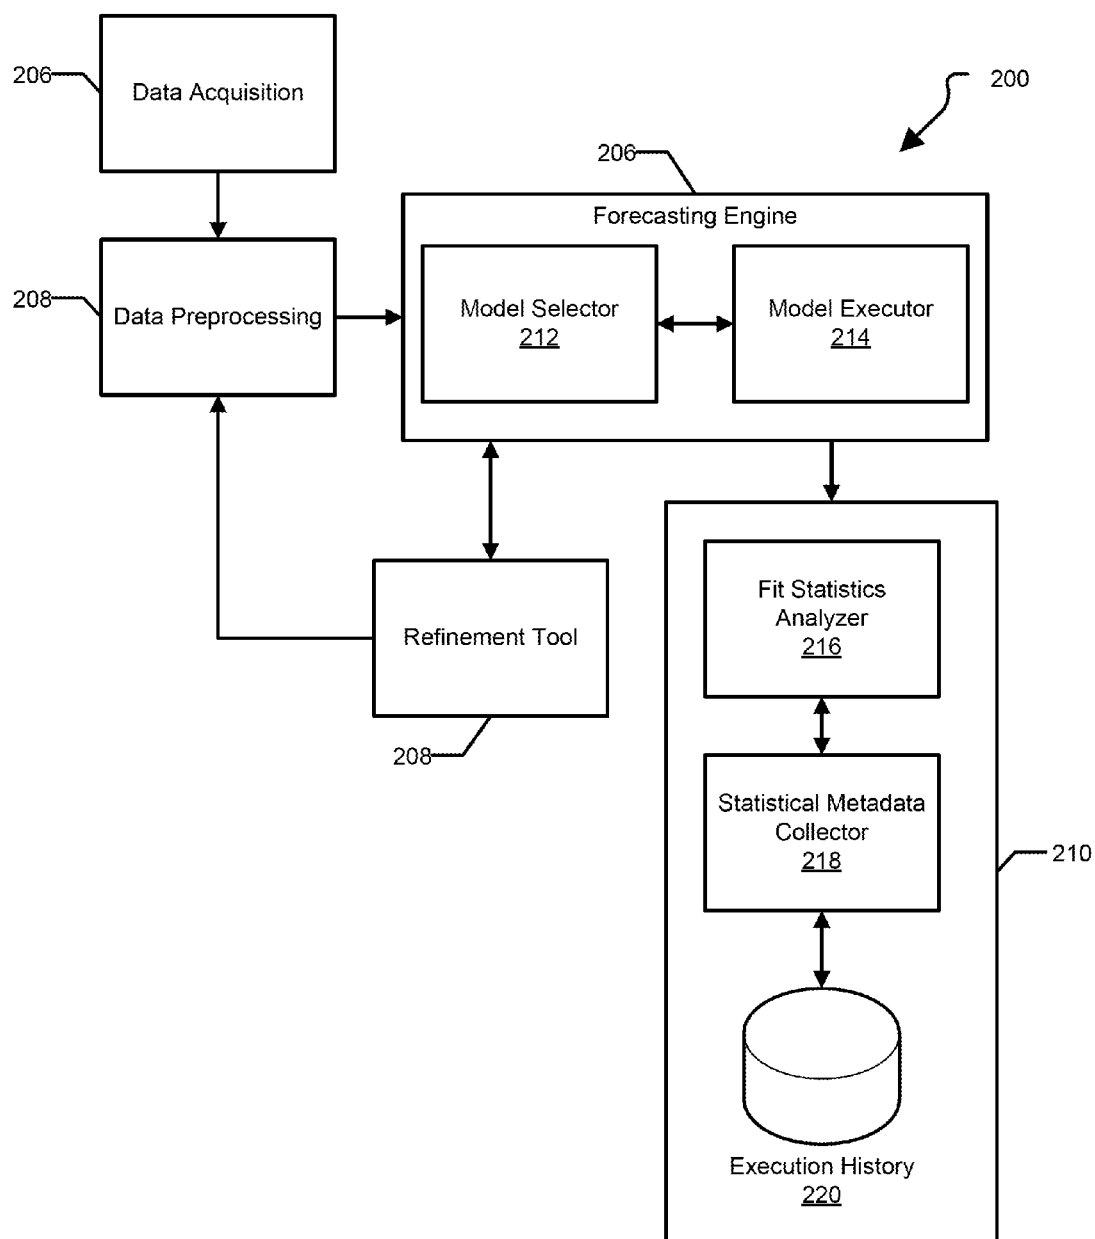 206
Data Acquisition
200
206
Forecasting Engine
208
Data Preprocessing
Model Selector
212
Model Executor
214
Refinement Tool
208
Fit Statistics
Analyzer
216
Statistical Metadata
Collector
218
210
Execution History
220